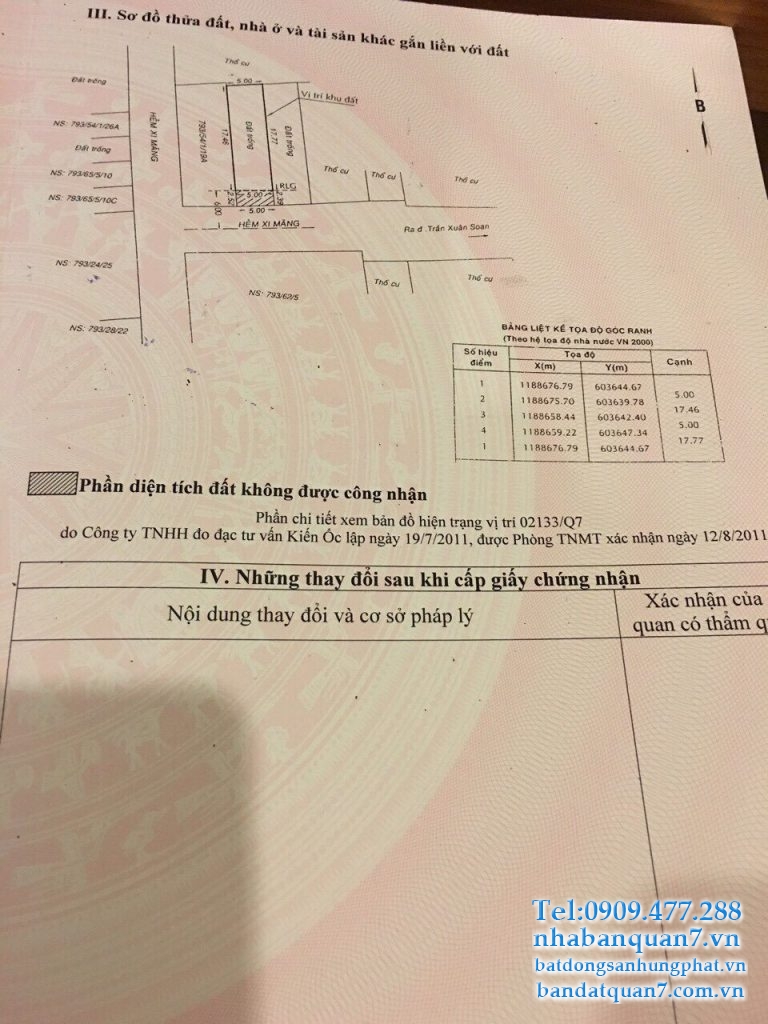 III. Sơ đồ thửa đất, nhà ở và tài sản khác gắn liền với đất
Thổ cư
Đất trống
5.00
Vị trí khu đất
B
NS: 793/54/1/26A
HẺM XI MĂNG
793/54/1/19A
17.46
Đất trống
17.77
Đất trống
Đất trống
NS: 793/65/5/10
Thổ cư
Thổ cư
Thổ cư
RLG
NS: 793/65/5/10C
6.00
2.52
5.00
2.39
5.00
HẺM XI MĂNG
Ra đ. Trần Xuân Soạn
NS: 793/24/25
NS: 793/62/5
Thổ cư
Thổ cư
NS: 793/28/22
BẢNG LIỆT KÊ TỌA ĐỘ GÓC RANH
(Theo hệ tọa độ nhà nước VN 2000)
Số hiệu điểm Tọa độ Cạnh
X(m) Y(m)
1 1188676.79 603644.67
5.00
2 1188675.70 603639.78
17.46
3 1188658.44 603642.40
5.00
4 1188659.22 603647.34
17.77
1 1188676.79 603644.67
Phần diện tích đất không được công nhận
Phần chi tiết xem bản đồ hiện trạng vị trí 02133/Q7
do Công ty TNHH đo đạc tư vấn Kiến Ốc lập ngày 19/7/2011, được Phòng TNMT xác nhận ngày 12/8/2011
IV. Những thay đổi sau khi cấp giấy chứng nhận
Nội dung thay đổi và cơ sở pháp lý
Xác nhận của
quan có thẩm q
Tel:0909.477.288
nhabanquan7.vn
batdongsanhungphat.vn
bandatquan7.com.vn